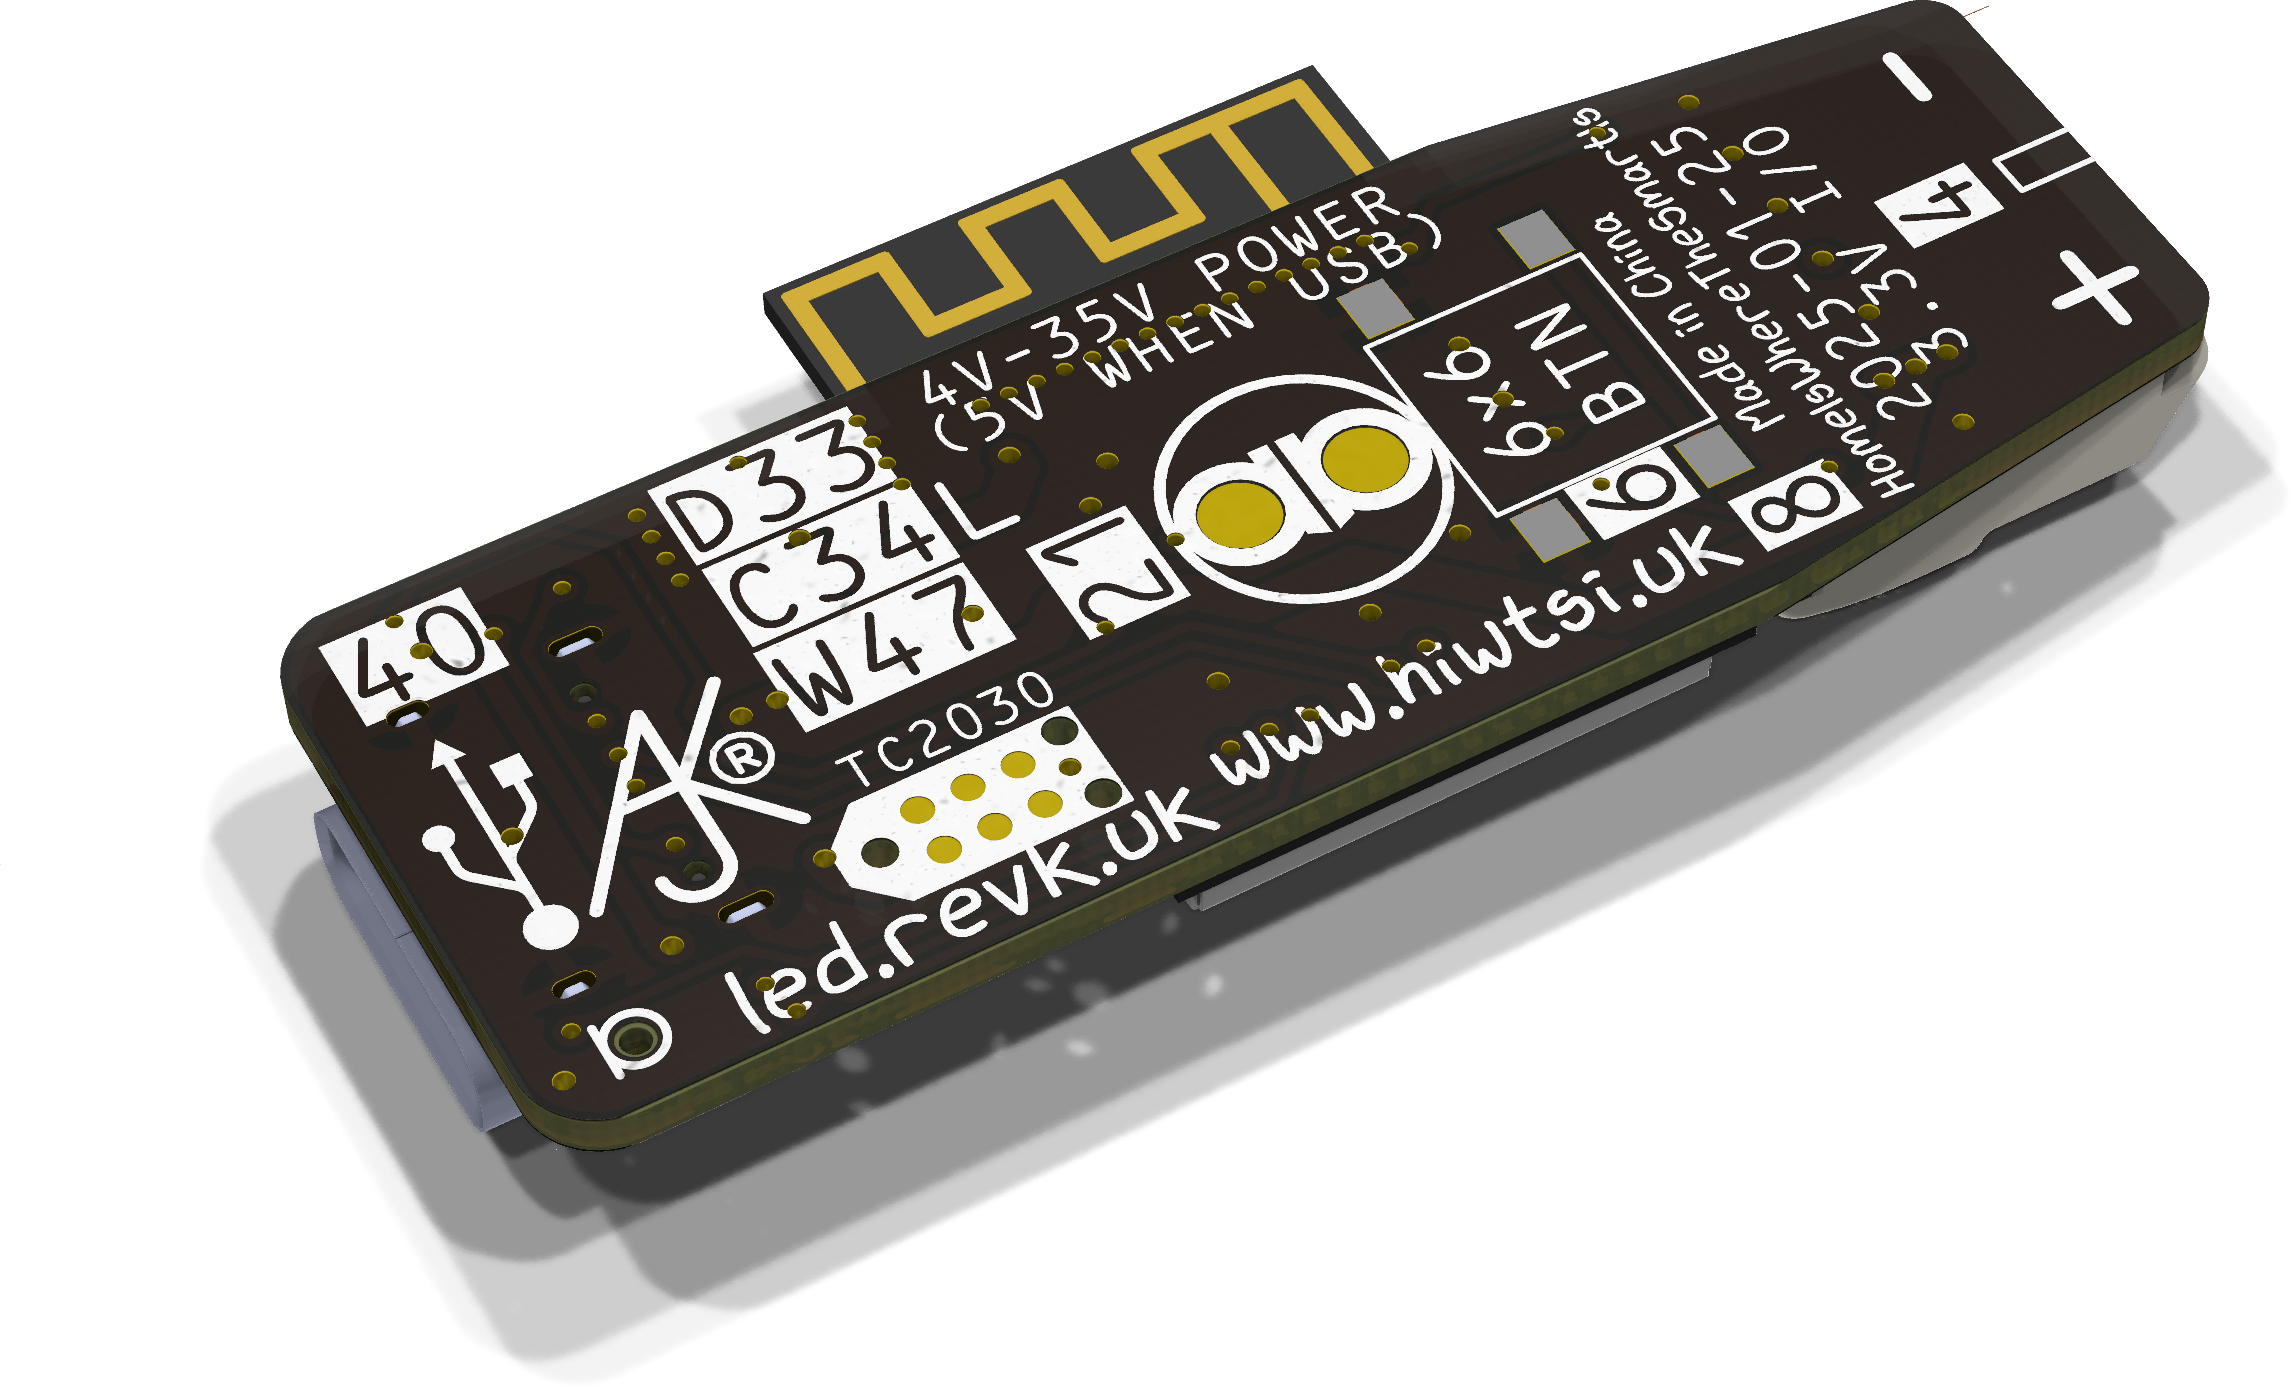 4V-35V POWER
(5V WHEN USB)
D33
C34
W47
L
40
21
6x6
BTN
6
8
4
Made in China
HomeIsWhereTheSmartIs
2025-01-25
3.3V I/O
-
+
AJK®
TC2030
led.revk.uk
www.hiwtsi.uk